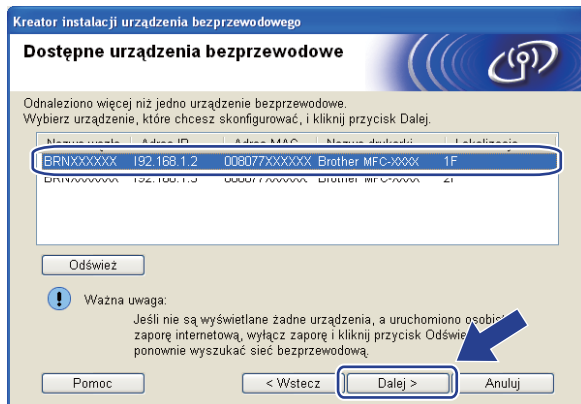 Kreator instalacji urządzenia bezprzewodowego
Dostępne urządzenia bezprzewodowe
Odnaleziono więcej niż jedno urządzenie bezprzewodowe.
Wybierz urządzenie, które chcesz skonfigurować, i kliknij przycisk Dalej.
BRNXXXXXX 192.168.1.2 008077XXXXXX Brother MFC-XXXX 1F
Odśwież
Ważna uwaga:
Jeśli nie są wyświetlane żadne urządzenia, a uruchomiono
zaporę internetową, wyłącz zaporę i kliknij przycisk
ponownie wyszukać sieć bezprzewodową.
Pomoc < Wstecz Dalej > Anuluj